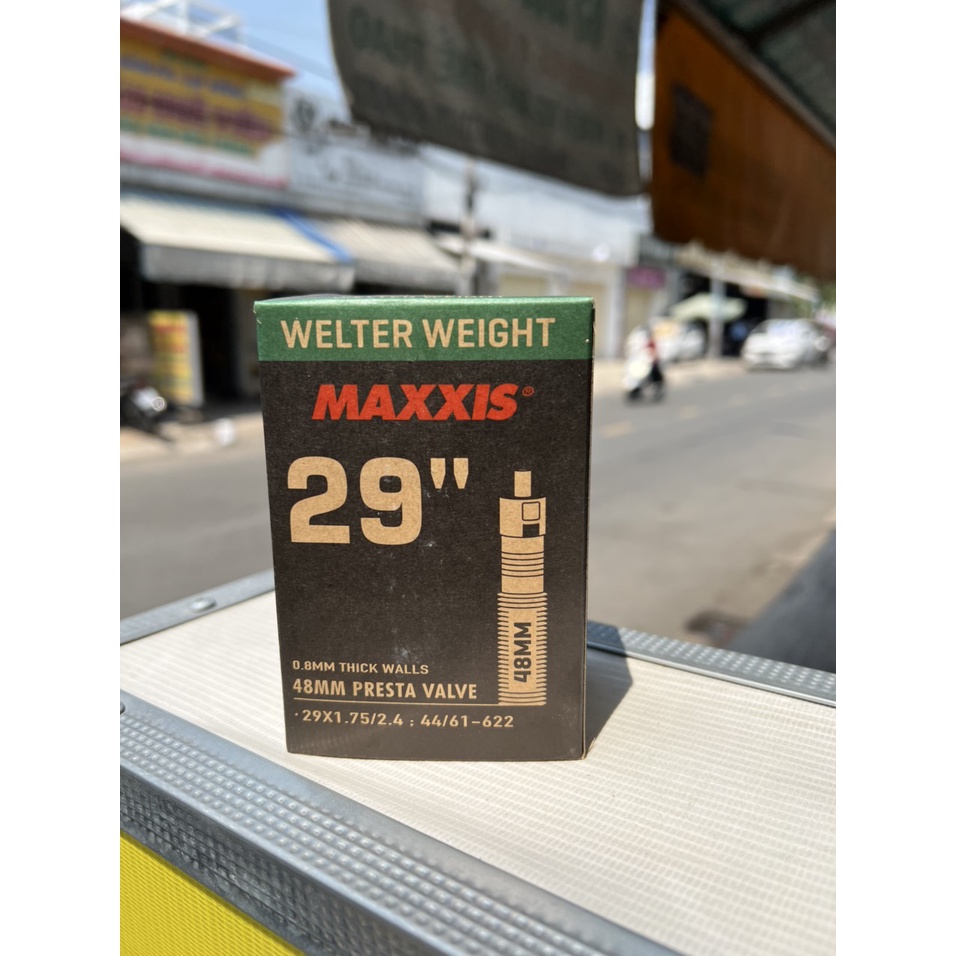 WELTER WEIGHT
MAXXIS®
29"
48MM
0.8MM THICK WALLS
48MM PRESTA VALVE
·29X1.75/2.4 : 44/61-622